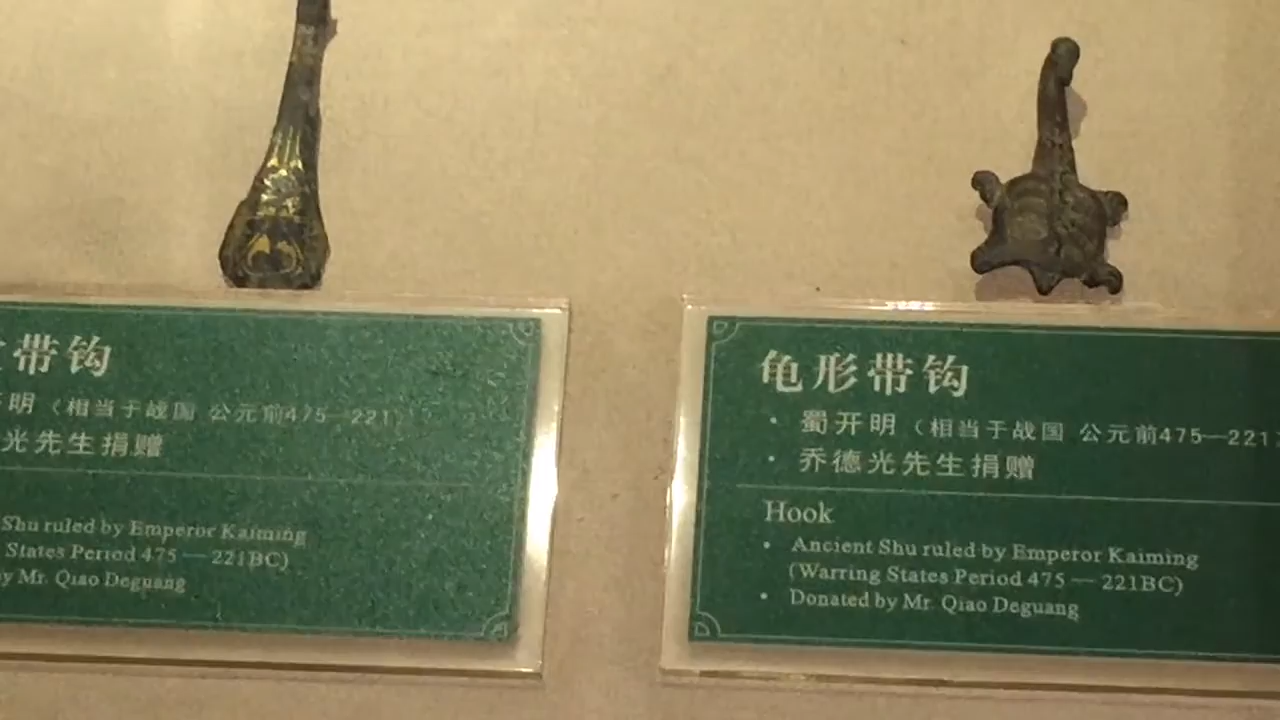 带钩
开明（相当于战国 公元前475—221）
光先生捐赠
Shu ruled by Emperor Kaiming
States Period 475 — 221BC)
by Mr. Qiao Deguang
龟形带钩
• 蜀开明（相当于战国 公元前475—221
• 乔德光先生捐赠
Hook
• Ancient Shu ruled by Emperor Kaiming
(Warring States Period 475 — 221BC)
• Donated by Mr. Qiao Deguang